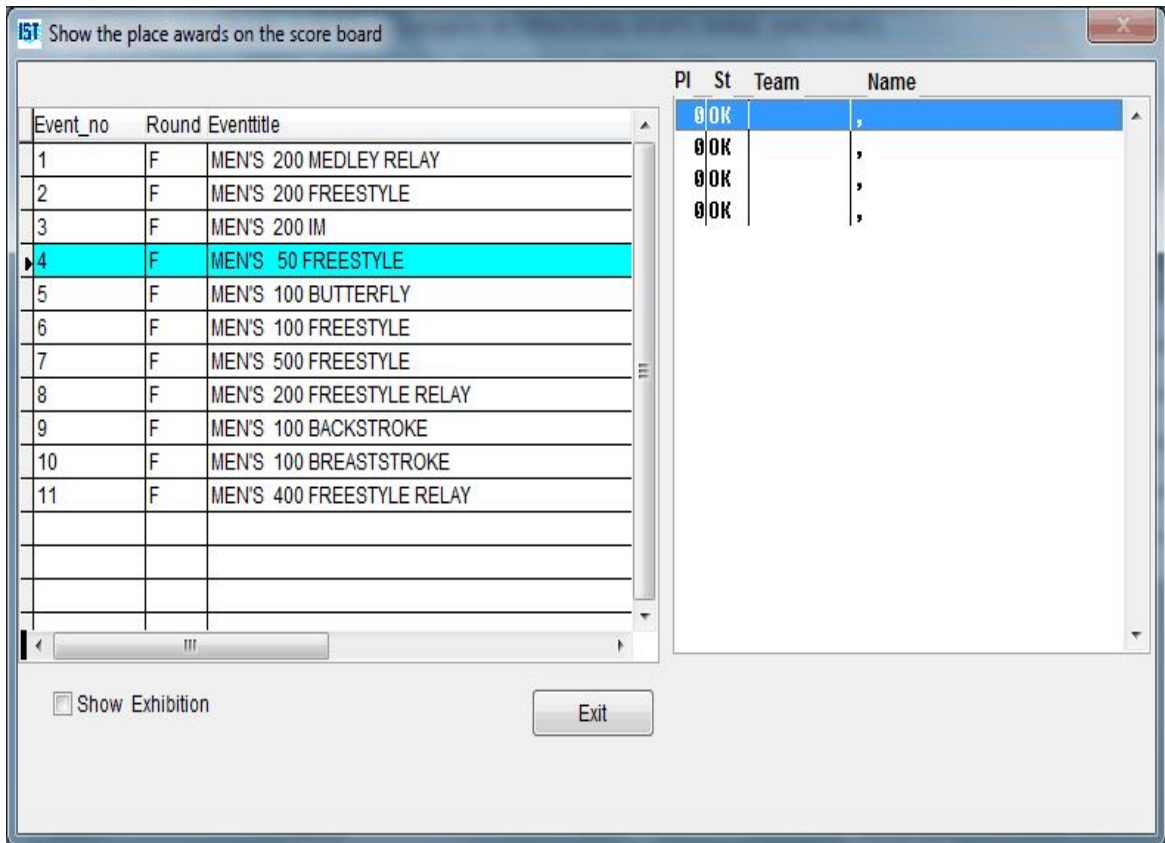 IST Show the place awards on the score board
Event_no Round Eventtitle
1 F MEN'S 200 MEDLEY RELAY
2 F MEN'S 200 FREESTYLE
3 F MEN'S 200 IM
4 F MEN'S 50 FREESTYLE
5 F MEN'S 100 BUTTERFLY
6 F MEN'S 100 FREESTYLE
7 F MEN'S 500 FREESTYLE
8 F MEN'S 200 FREESTYLE RELAY
9 F MEN'S 100 BACKSTROKE
10 F MEN'S 100 BREASTSTROKE
11 F MEN'S 400 FREESTYLE RELAY
Show Exhibition
Exit
Pl St Team Name
0 OK ,
0 OK ,
0 OK ,
0 OK ,